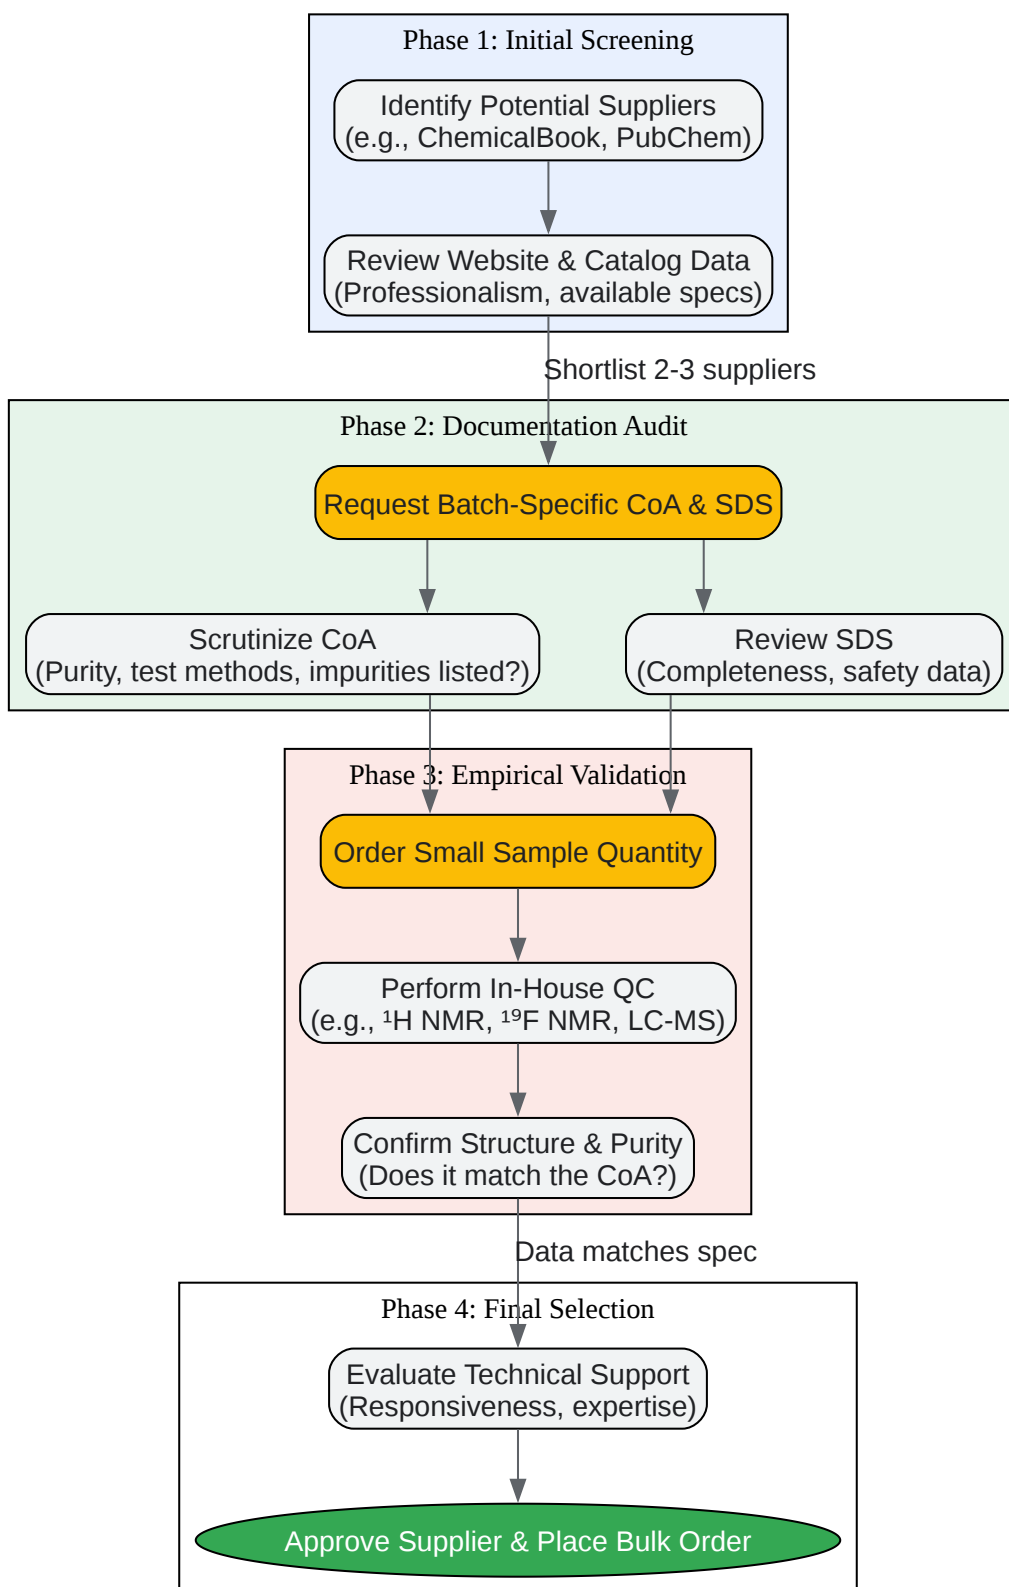 Phase 1: Initial Screening
Identify Potential Suppliers
(e.g., ChemicalBook, PubChem)
Review Website & Catalog Data
(Professionalism, available specs)
Shortlist 2-3 suppliers
Phase 2: Documentation Audit
Request Batch-Specific CoA & SDS
Scrutinize CoA
(Purity, test methods, impurities listed?)
Review SDS
(Completeness, safety data)
Phase 3: Empirical Validation
Order Small Sample Quantity
Perform In-House QC
(e.g., ¹H NMR, ¹⁹F NMR, LC-MS)
Confirm Structure & Purity
(Does it match the CoA?)
Data matches spec
Phase 4: Final Selection
Evaluate Technical Support
(Responsiveness, expertise)
Approve Supplier & Place Bulk Order